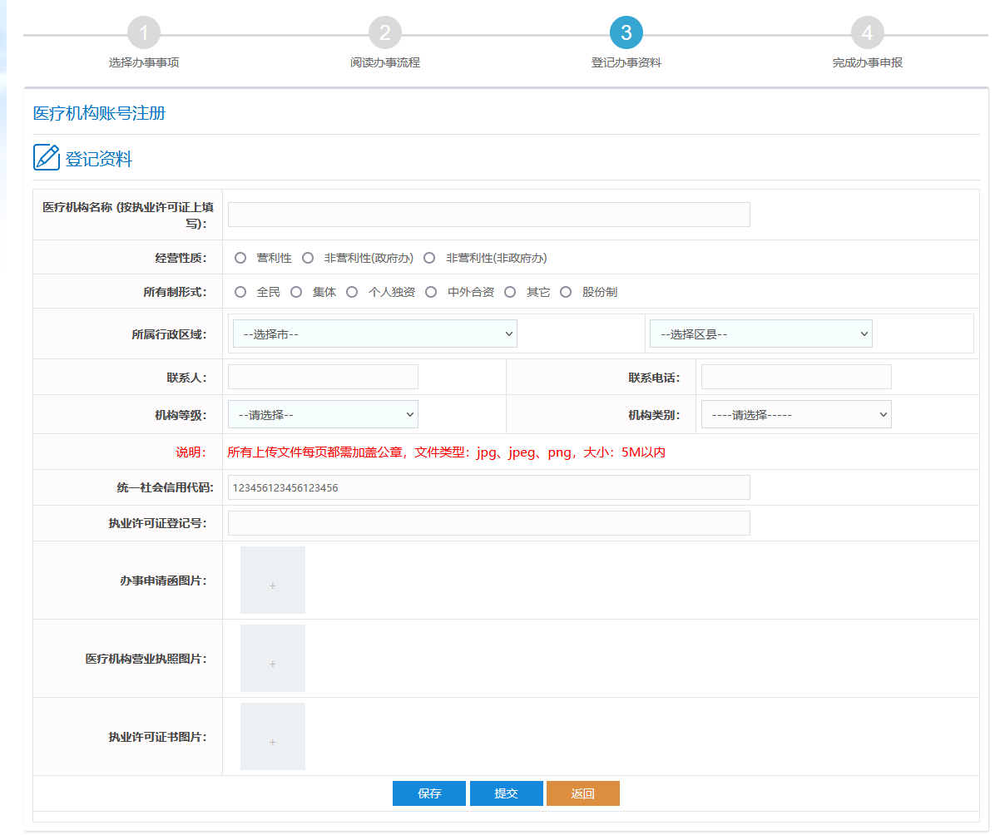 1
2
3
4
选择办事事项
阅读办事流程
登记办事资料
完成办事申报
医疗机构账号注册
登记资料
医疗机构名称 (按执业许可证上填
写)：
经营性质：
营利性 非营利性(政府办) 非营利性(非政府办)
所有制形式：
全民 集体 个人独资 中外合资 其它 股份制
所属行政区域：
--选择市--
--选择区县--
联系人：
联系电话：
机构等级：
--请选择--
机构类别：
----请选择-----
说明：
所有上传文件每页都需加盖公章，文件类型：jpg、jpeg、png，大小：5M以内
统一社会信用代码:
123456123456123456
执业许可证登记号：
办事申请函图片：
+
医疗机构营业执照图片：
+
执业许可证书图片：
+
保存
提交
返回